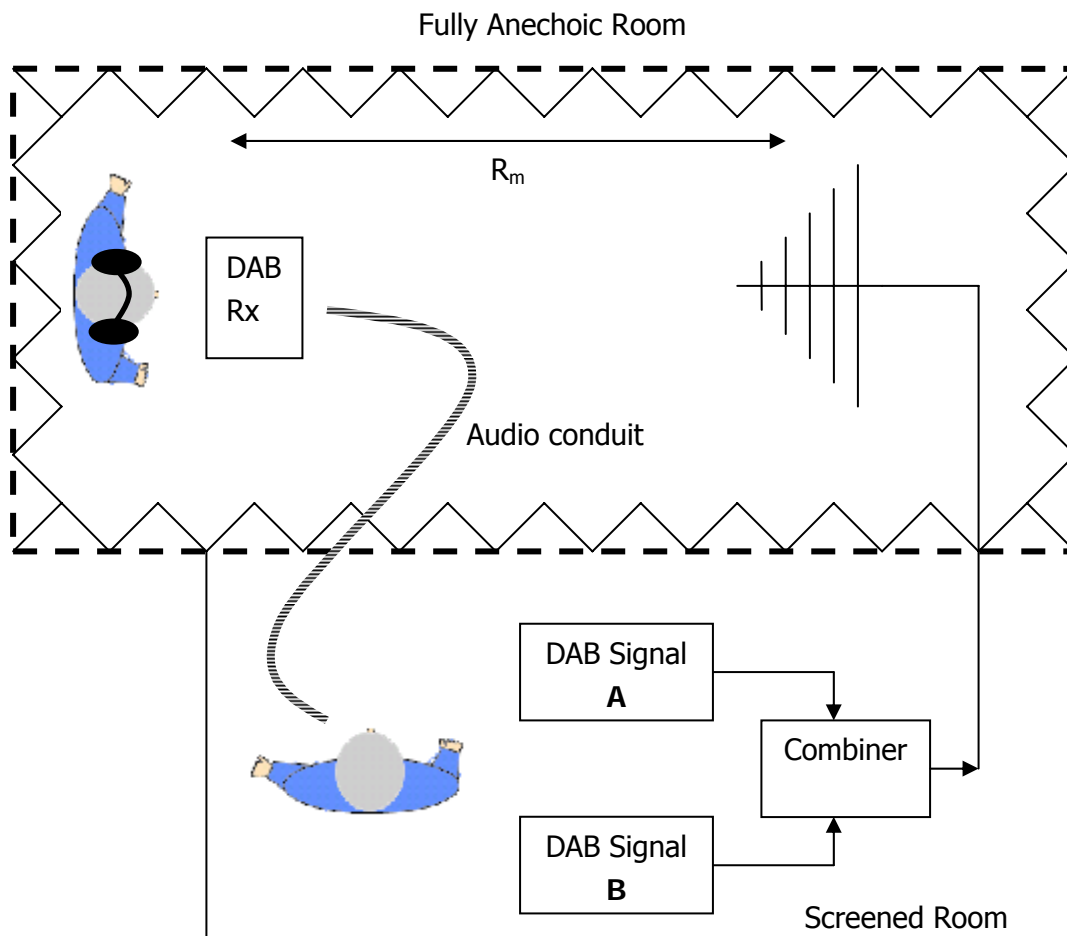 Fully Anechoic Room
Rm
DAB
Rx
Audio conduit
DAB Signal
A
Combiner
DAB Signal
B
Screened Room